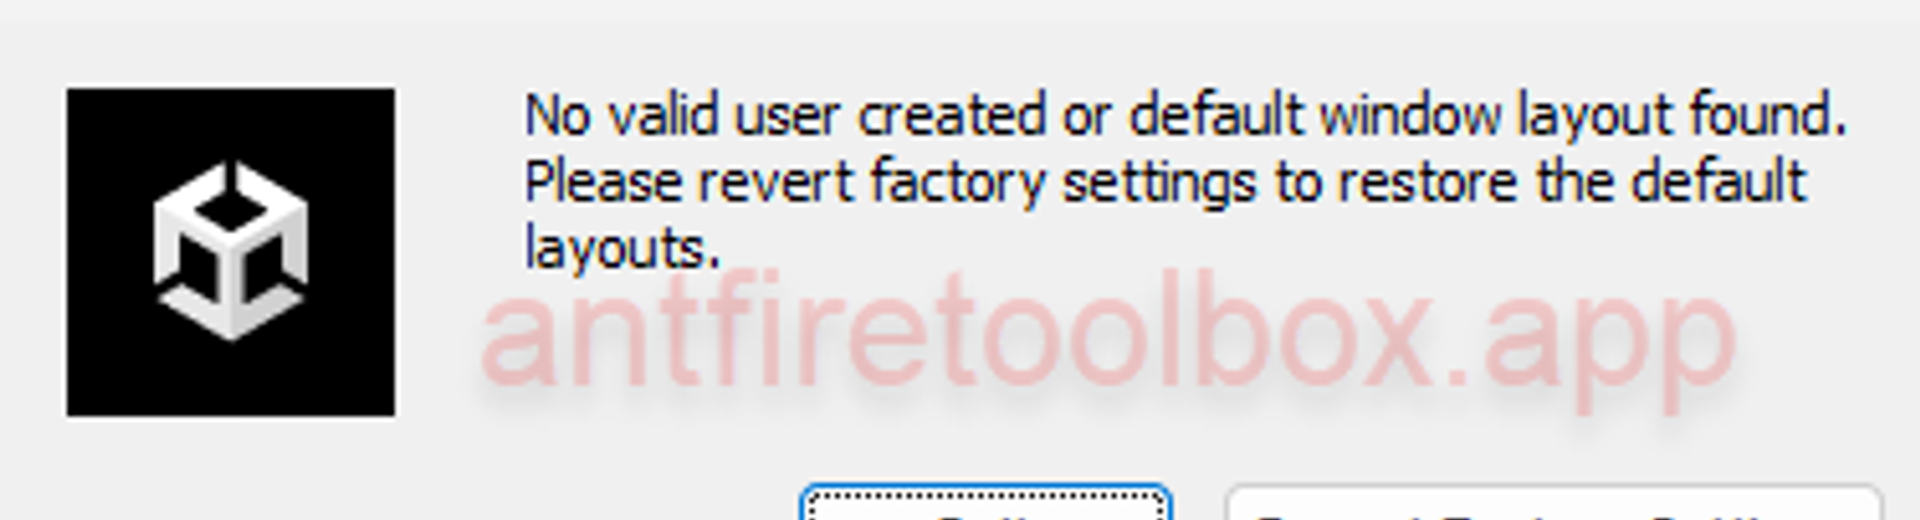 No valid user created or default window layout found.
Please revert factory settings to restore the default
layouts.
antfiretoolbox.app